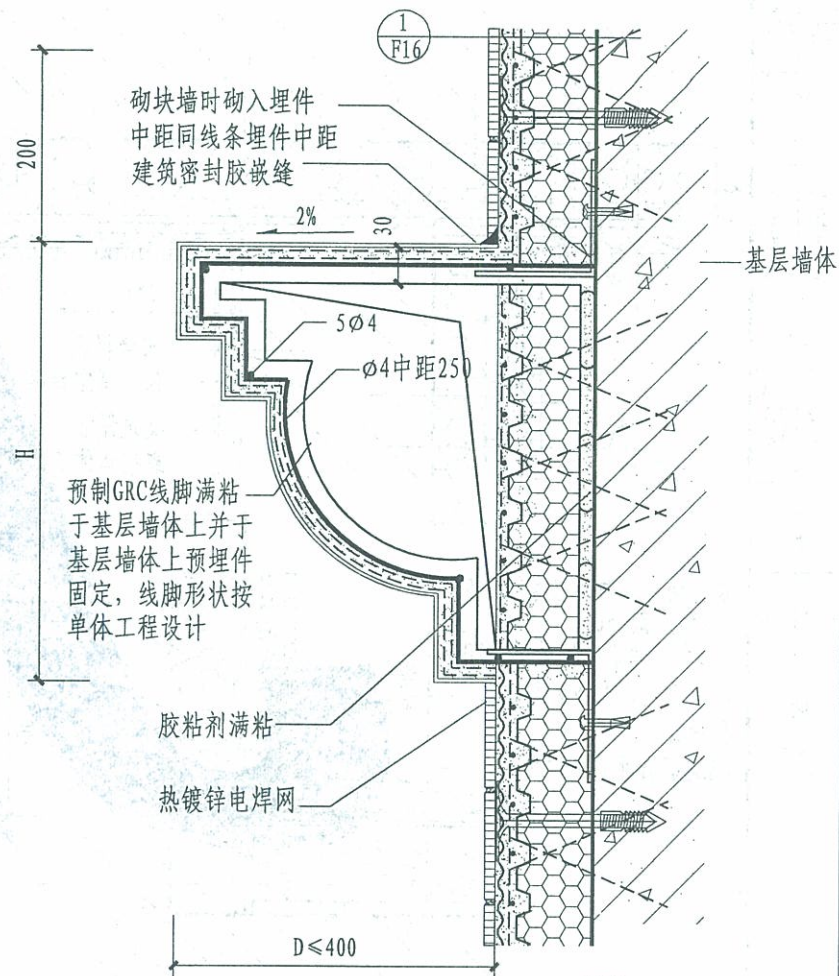 1
F16
砌块墙时砌入埋件
中距同线条埋件中距
建筑密封胶嵌缝
200
2%
30
基层墙体
5ø4
ø4中距250
H
预制GRC线脚满粘
于基层墙体上并于
基层墙体上预埋件
固定，线脚形状按
单体工程设计
胶粘剂满粘
热镀锌电焊网
D≤400